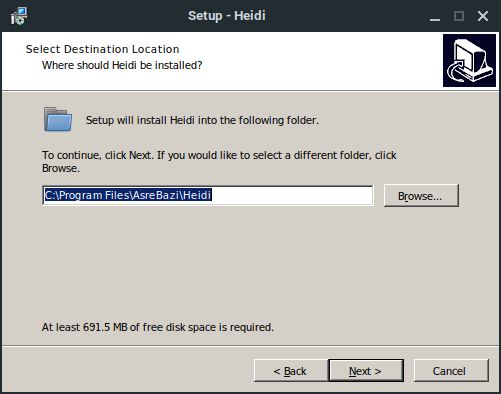 Setup - Heidi
Select Destination Location
Where should Heidi be installed?
Setup will install Heidi into the following folder.
To continue, click Next. If you would like to select a different folder, click
Browse.
C:\Program Files\AsreBazi\Heidi
Browse...
At least 691.5 MB of free disk space is required.
< Back
Next >
Cancel